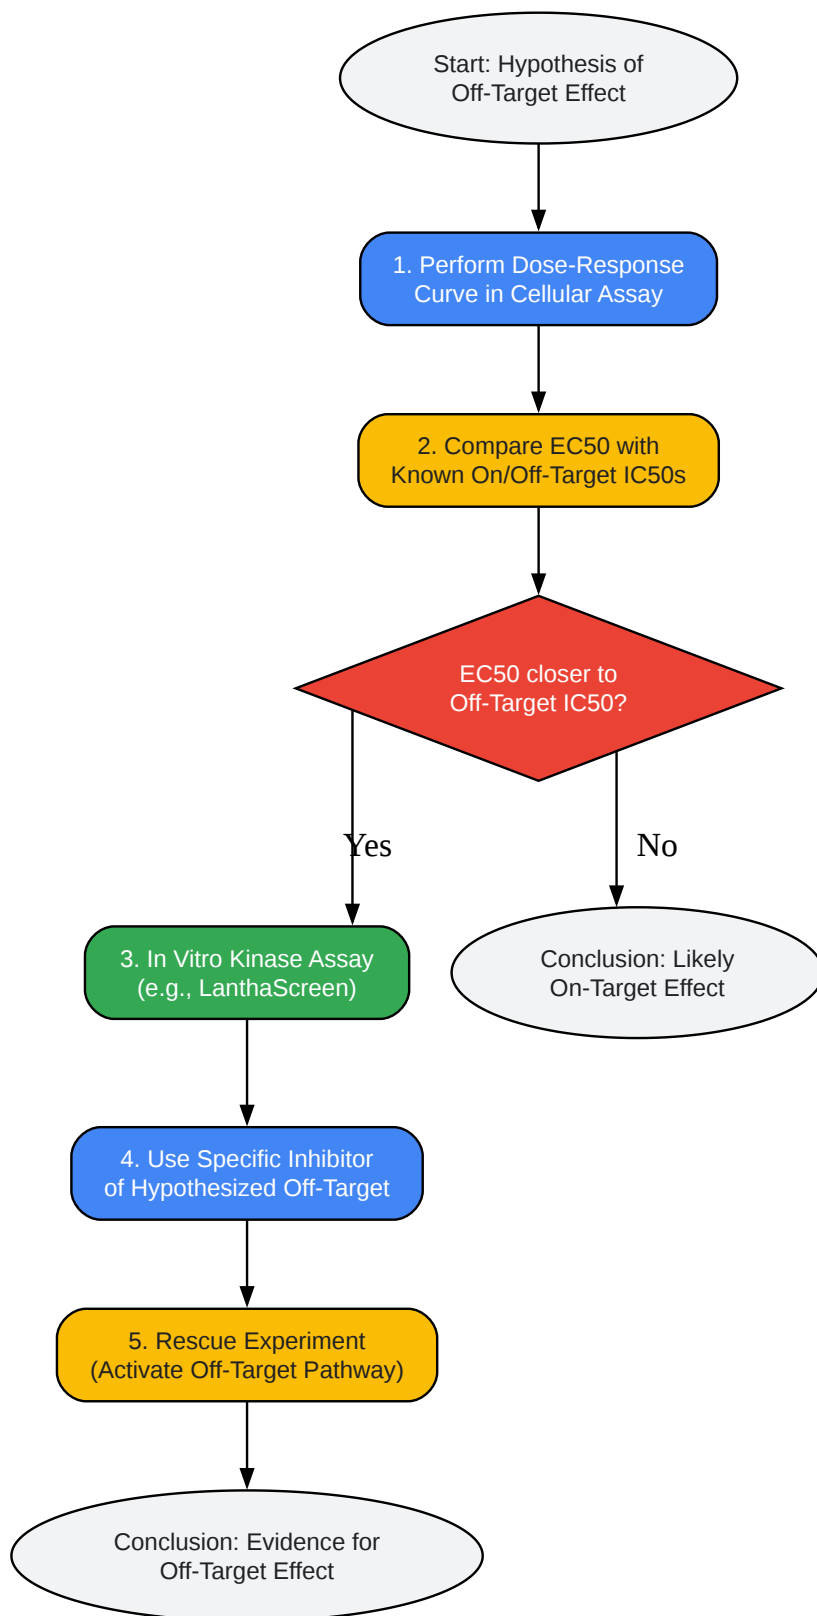 Start: Hypothesis of
Off-Target Effect
1. Perform Dose-Response
Curve in Cellular Assay
2. Compare EC50 with
Known On/Off-Target IC50s
EC50 closer to
Off-Target IC50?
Yes
No
3. In Vitro Kinase Assay
(e.g., LanthaScreen)
Conclusion: Likely
On-Target Effect
4. Use Specific Inhibitor
of Hypothesized Off-Target
5. Rescue Experiment
(Activate Off-Target Pathway)
Conclusion: Evidence for
Off-Target Effect